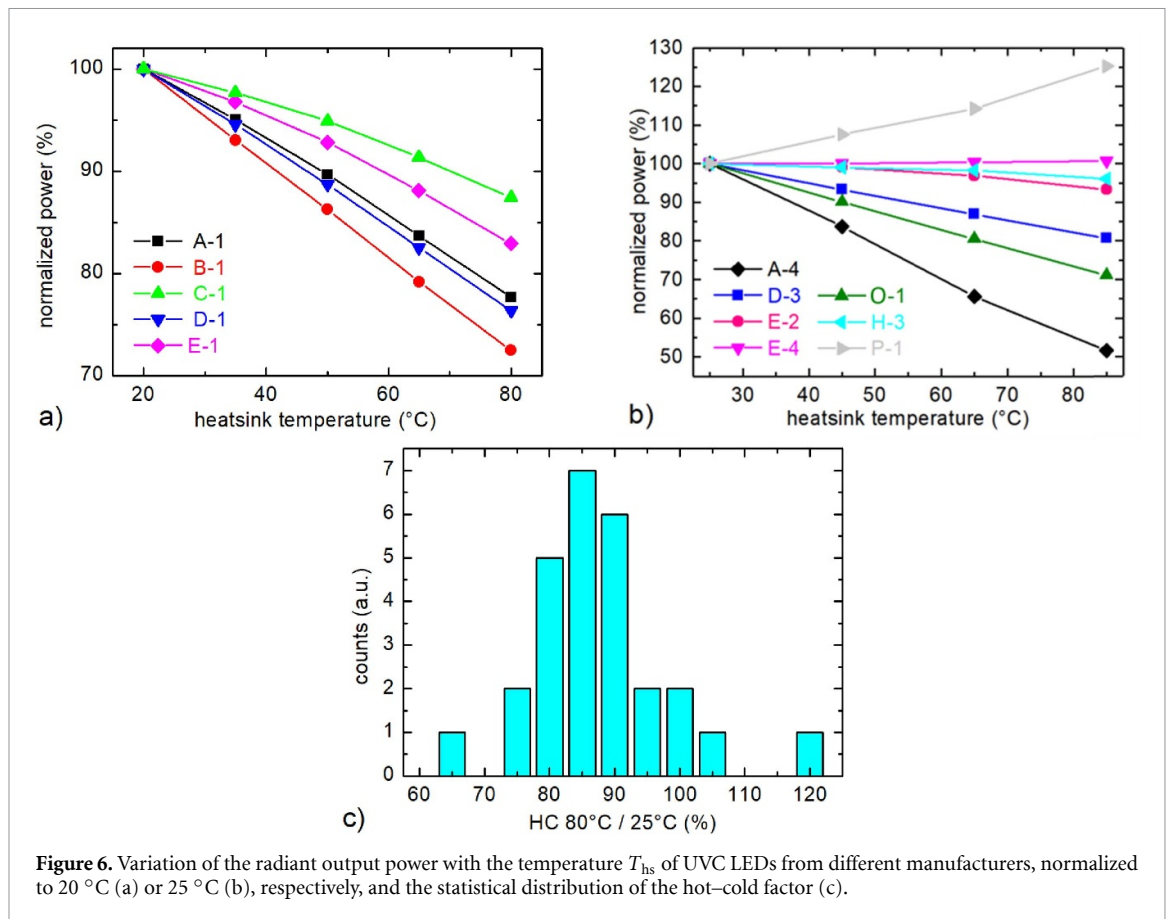 100
90
80
70
20
40
60
80
normalized power (%)
heatsink temperature (°C)
A-1
B-1
C-1
D-1
E-1
a)
130
120
110
100
90
80
70
60
50
30
40
50
60
70
80
normalized power (%)
heatsink temperature (°C)
A-4
D-3
E-2
E-4
O-1
H-3
P-1
b)
7
6
5
4
3
2
1
0
60
70
80
90
100
110
120
counts (a.u.)
HC 80°C / 25°C (%)
c)
Figure 6. Variation of the radiant output power with the temperature Ths of UVC LEDs from different manufacturers, normalized
to 20 °C (a) or 25 °C (b), respectively, and the statistical distribution of the hot–cold factor (c).